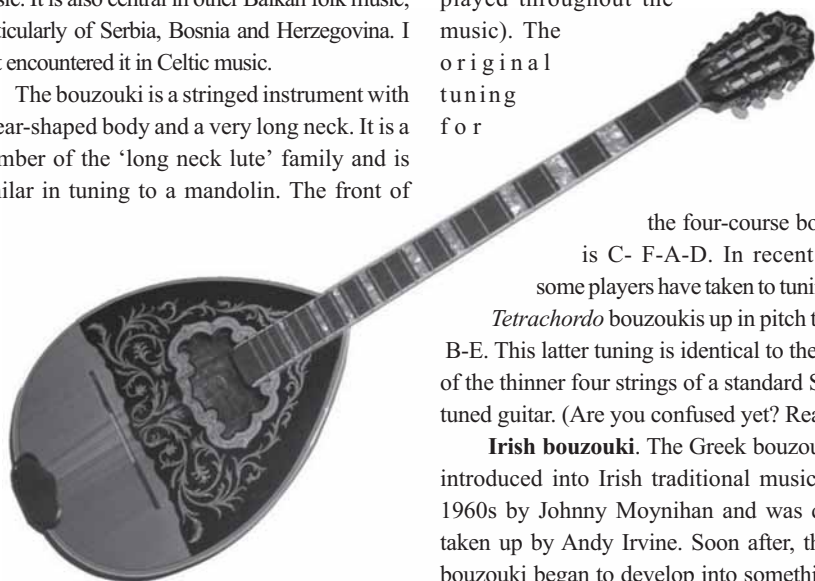 sic. It is also central in other Balkan folk music,
ticularly of Serbia, Bosnia and Herzegovina. I
t encountered it in Celtic music.
The bouzouki is a stringed instrument with
ear-shaped body and a very long neck. It is a
mber of the ‘long neck lute’ family and is
ilar in tuning to a mandolin. The front of
played throughout the
music). The
original
tuning
for
the four-course bo
is C- F-A-D. In recent
some players have taken to tuni
Tetrachordo bouzoukis up in pitch t
B-E. This latter tuning is identical to the
of the thinner four strings of a standard S
tuned guitar. (Are you confused yet? Rea
Irish bouzouki. The Greek bouzou
introduced into Irish traditional music
1960s by Johnny Moynihan and was
taken up by Andy Irvine. Soon after, th
bouzouki began to develop into somethi